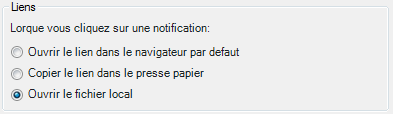 Liens
Lorque vous cliquez sur une notification:
Ouvrir le lien dans le navigateur par defaut
Copier le lien dans le presse papier
Ouvrir le fichier local